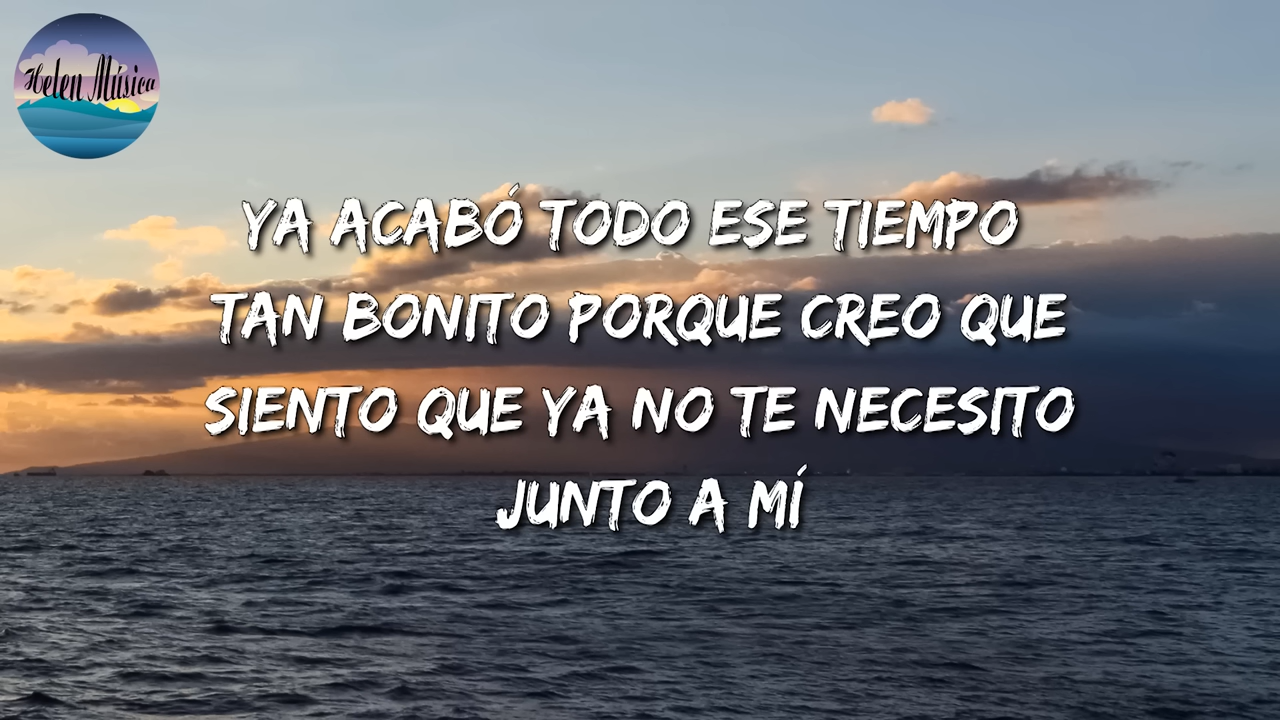 Helen Música
YA ACABÓ TODO ESE TIEMPO
TAN BONITO PORQUE CREO QUE
SIENTO QUE YA NO TE NECESITO
JUNTO A MÍ